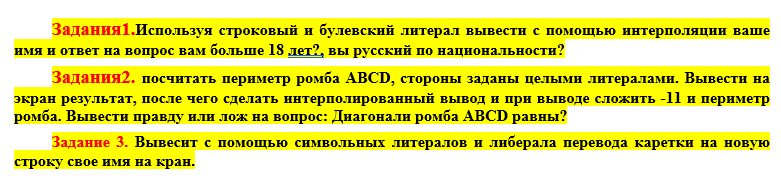 Задания1.Используя строковый и булевский литерал вывести с помощью интерполяции ваше
имя и ответ на вопрос вам больше 18 лет?, вы русский по национальности?
Задания2. посчитать периметр ромба ABCD, стороны заданы целыми литералами. Вывести на
экран результат, после чего сделать интерполированный вывод и при выводе сложить -11 и периметр
ромба. Вывести правду или лож на вопрос: Диагонали ромба ABCD равны?
Задание 3. Вывесит с помощью символьных литералов и либерала перевода каретки на новую
строку свое имя на кран.